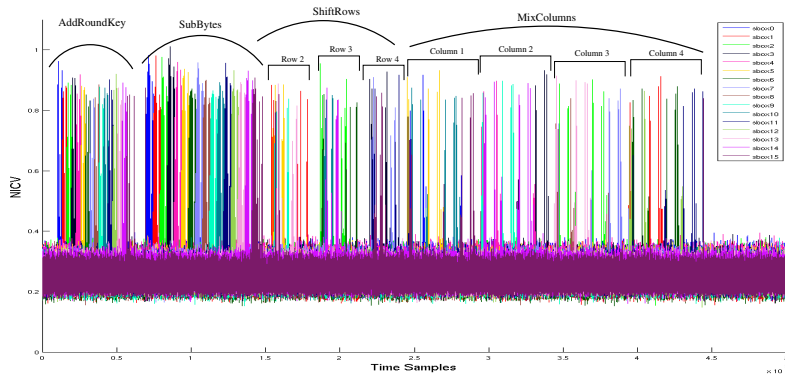 ShiftRows
AddRoundKey
SubBytes
MixColumns
Row 2
Row 3
Row 4
Column 1
Column 2
Column 3
Column 4
sbox0
sbox1
sbox2
sbox3
sbox4
sbox5
sbox6
sbox7
sbox8
sbox9
sbox10
sbox11
sbox12
sbox13
sbox14
sbox15
NICV
1
0.8
0.6
0.4
0.2
0
0 0.5 1 1.5 2 2.5 3 3.5 4 4.5 5
Time Samples
× 10